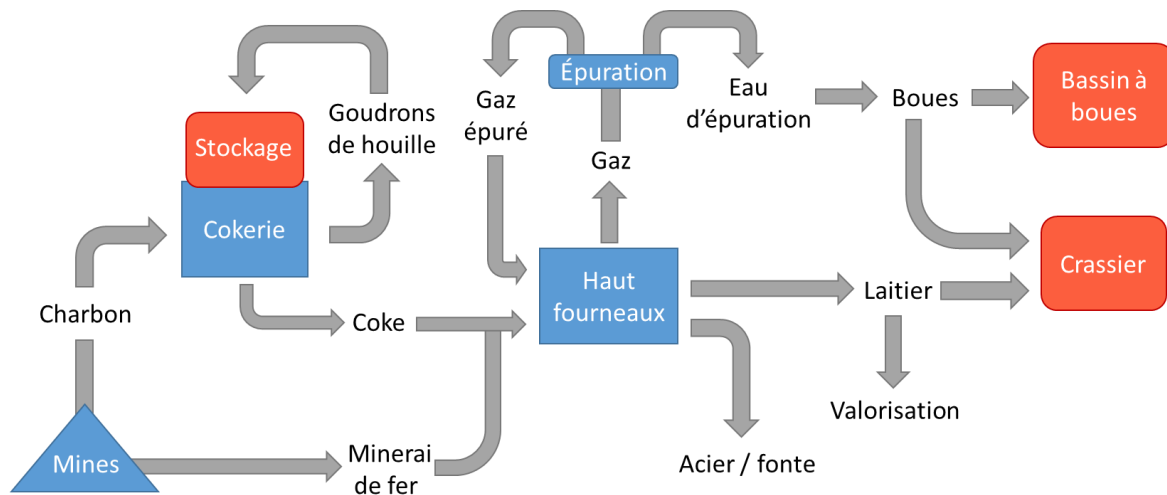 Épuration
Gaz
épuré
Eau
d'épuration
Boues
Bassin à
boues
Goudrons
de houille
Stockage
Gaz
Cokerie
Haut
fourneaux
Crassier
Laitier
Charbon
Coke
Valorisation
Mines
Minerai
de fer
Acier / fonte